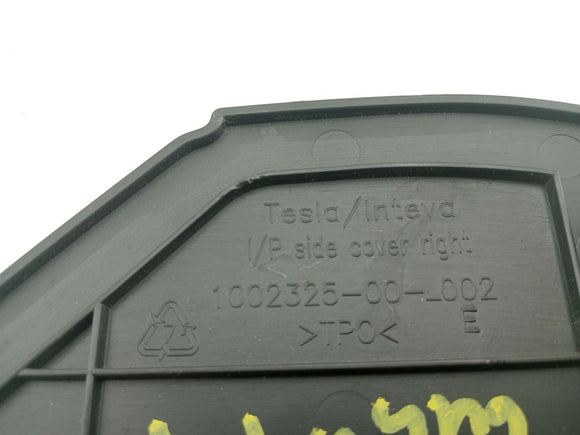 Tesla/Inteva
I/P side cover right
1002325-00-_002
E
>TPO<